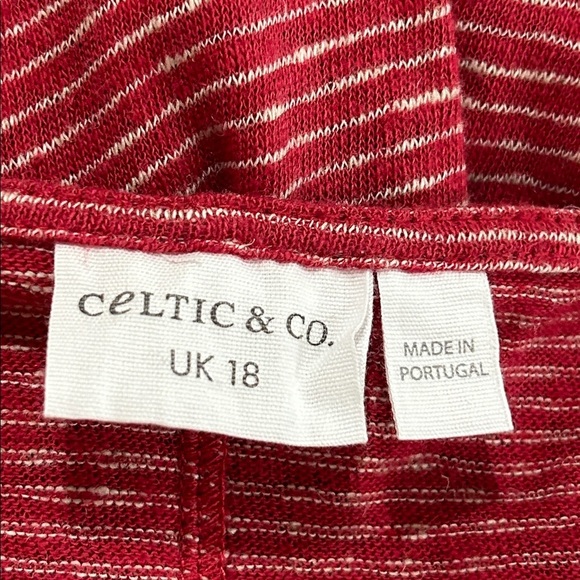 CeLTIC & CO.
UK 18
MADE IN
PORTUGAL